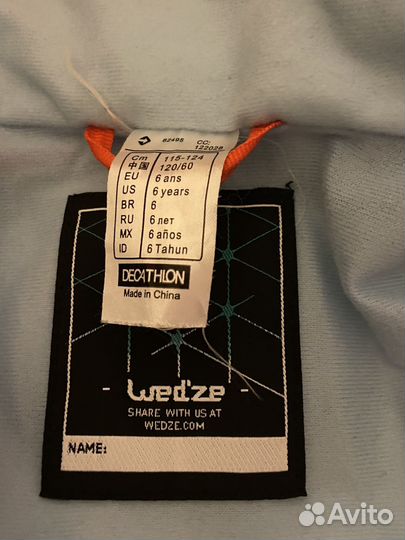 82495 CC:
122028
Cm 115-124
中国 120/60
EU 6 ans
US 6 years
BR 6
RU 6 лет
MX 6 años
ID 6 Tahun
DECATHLON
Made in China
- Wed'ze -
SHARE WITH US AT
WEDZE.COM
NAME:
Avito